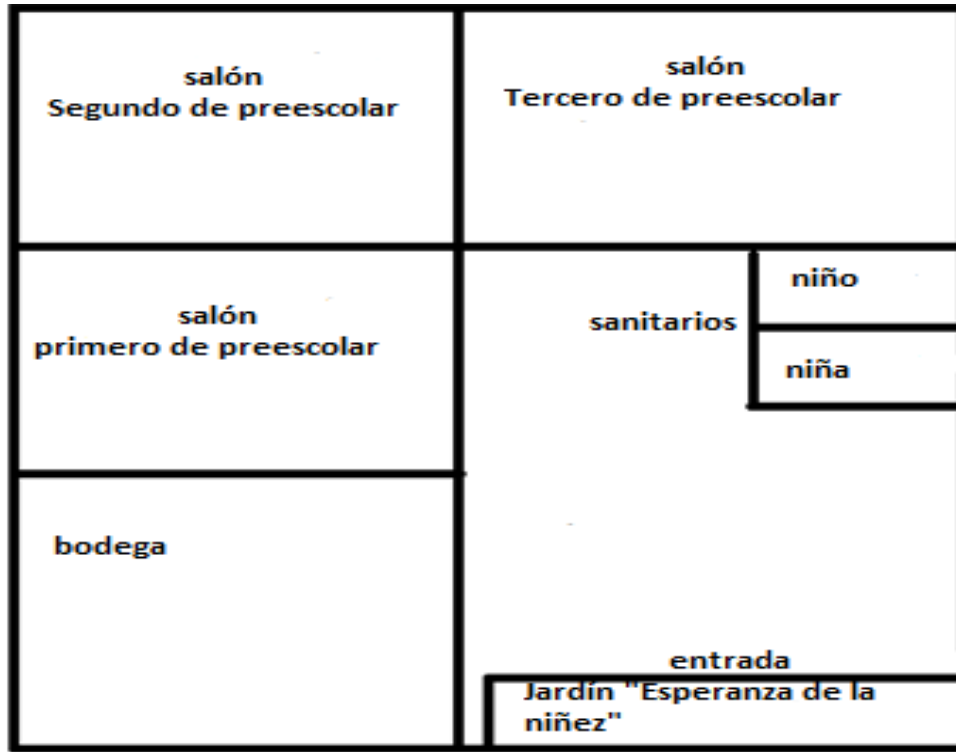 salón
Segundo de preescolar
salón
Tercero de preescolar
salón
primero de preescolar
sanitarios
niño
niña
bodega
entrada
Jardín "Esperanza de la
niñez"